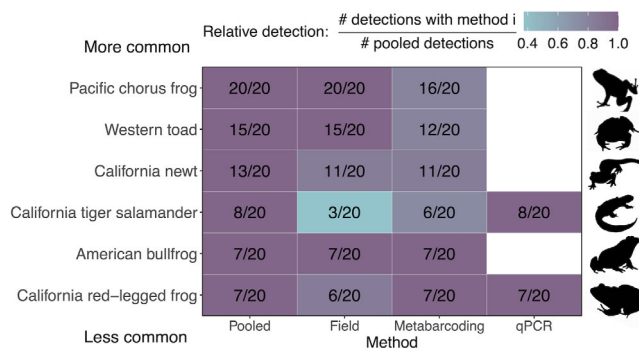 # detections with method i
Relative detection:
# pooled detections
0.4 0.6 0.8 1.0
More common
Pacific chorus frog 20/20 20/20 16/20
Western toad 15/20 15/20 12/20
California newt 13/20 11/20 11/20
California tiger salamander 8/20 3/20 6/20 8/20
American bullfrog 7/20 7/20 7/20
California red-legged frog 7/20 6/20 7/20 7/20
Less common
Pooled Field Metabarcoding qPCR
Method